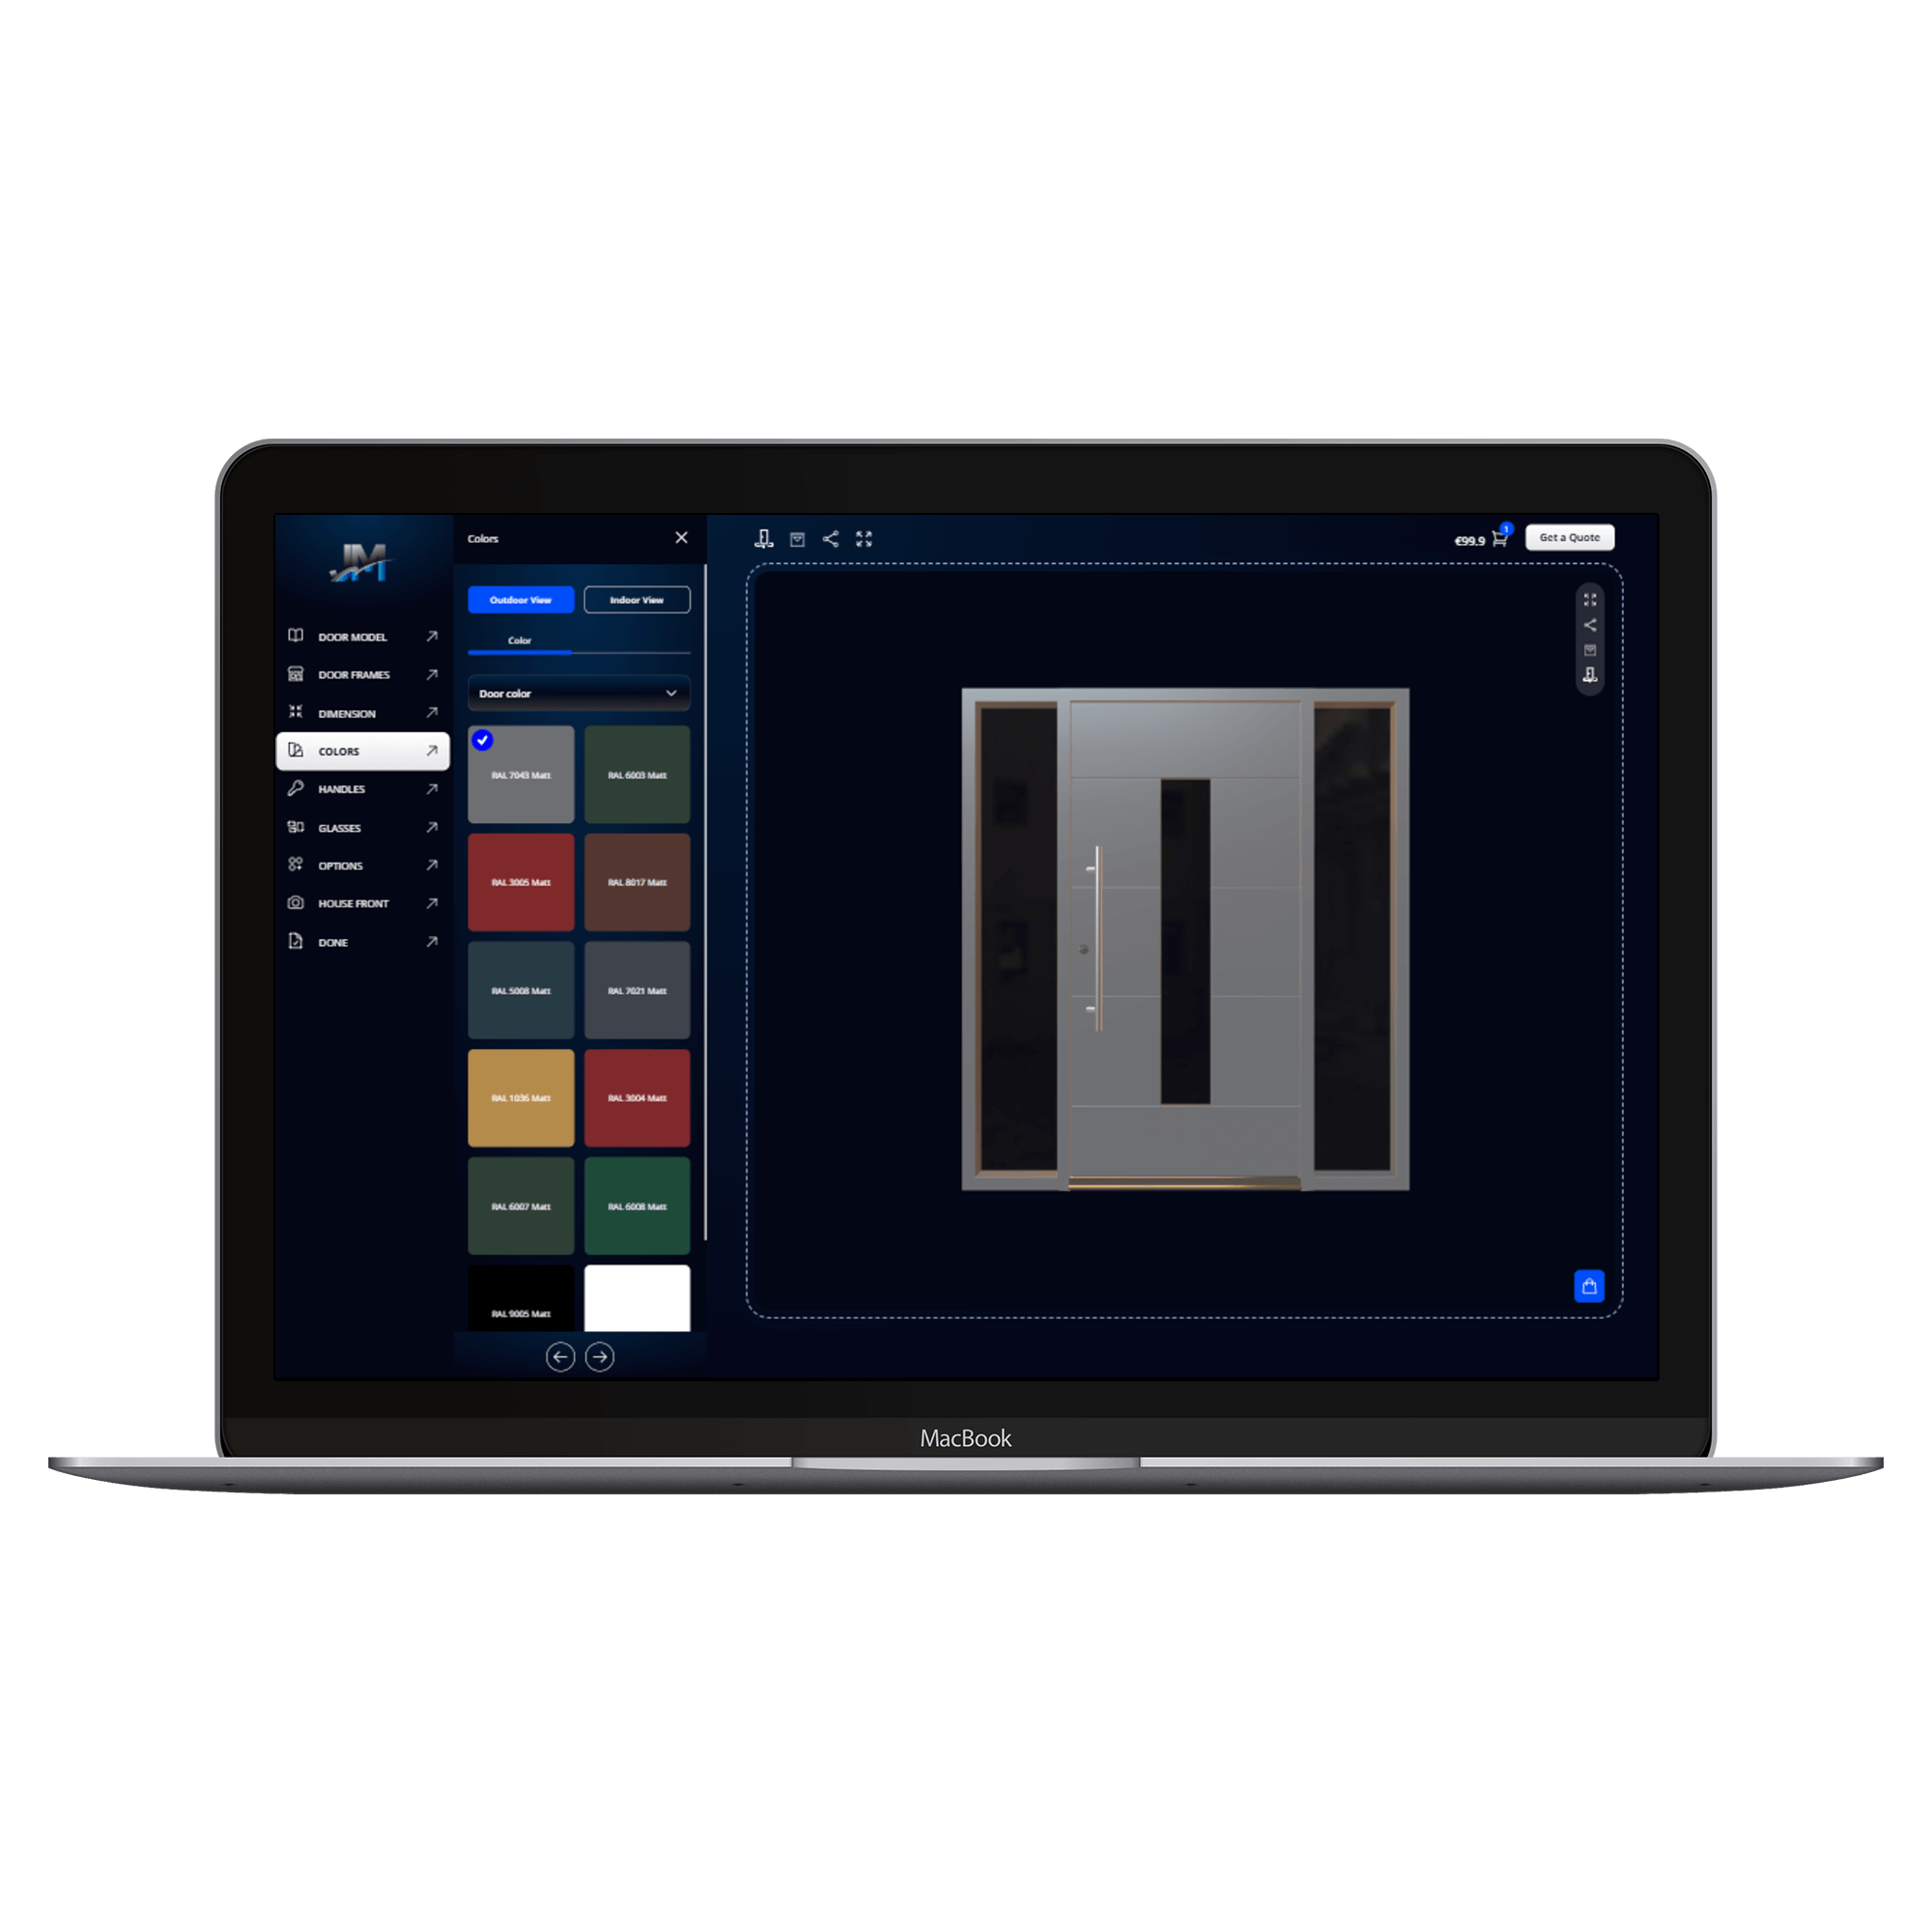 JM
DOOR MODEL
DOOR FRAMES
DIMENSION
COLORS
HANDLES
GLASSES
OPTIONS
HOUSE FRONT
DONE
Colors
Outdoor View Indoor View
Color
Door color
RAL 7043 Matt RAL 6003 Matt
RAL 3005 Matt RAL 8017 Matt
RAL 5008 Matt RAL 7021 Matt
RAL 1036 Matt RAL 3004 Matt
RAL 6007 Matt RAL 6008 Matt
RAL 9005 Matt
€99.9 1 Get a Quote
MacBook